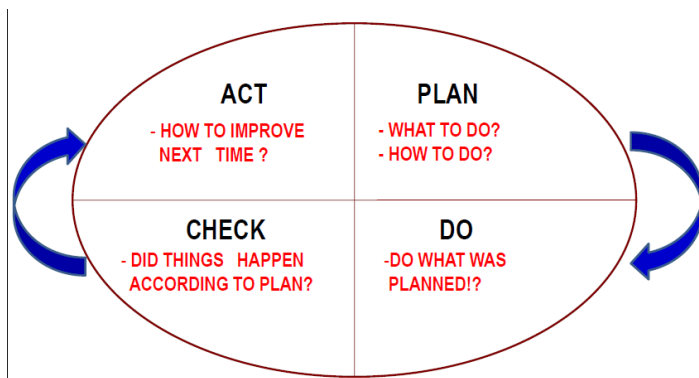 ACT
- HOW TO IMPROVE
NEXT TIME ?
PLAN
- WHAT TO DO?
- HOW TO DO?
CHECK
- DID THINGS HAPPEN
ACCORDING TO PLAN?
DO
-DO WHAT WAS
PLANNED!?